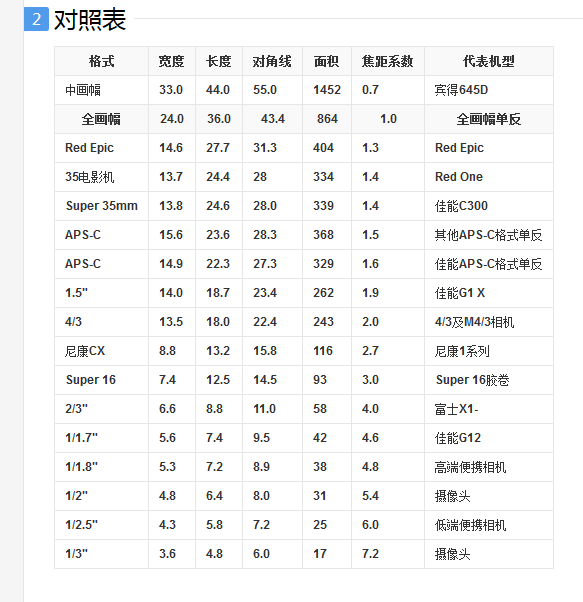 2 对照表
格式 宽度 长度 对角线 面积 焦距系数 代表机型
中画幅 33.0 44.0 55.0 1452 0.7 宾得645D
全画幅 24.0 36.0 43.4 864 1.0 全画幅单反
Red Epic 14.6 27.7 31.3 404 1.3 Red Epic
35电影机 13.7 24.4 28 334 1.4 Red One
Super 35mm 13.8 24.6 28.0 339 1.4 佳能C300
APS-C 15.6 23.6 28.3 368 1.5 其他APS-C格式单反
APS-C 14.9 22.3 27.3 329 1.6 佳能APS-C格式单反
1.5" 14.0 18.7 23.4 262 1.9 佳能G1 X
4/3 13.5 18.0 22.4 243 2.0 4/3及M4/3相机
尼康CX 8.8 13.2 15.8 116 2.7 尼康1系列
Super 16 7.4 12.5 14.5 93 3.0 Super 16胶卷
2/3" 6.6 8.8 11.0 58 4.0 富士X1-
1/1.7" 5.6 7.4 9.5 42 4.6 佳能G12
1/1.8" 5.3 7.2 8.9 38 4.8 高端便携相机
1/2" 4.8 6.4 8.0 31 5.4 摄像头
1/2.5" 4.3 5.8 7.2 25 6.0 低端便携相机
1/3" 3.6 4.8 6.0 17 7.2 摄像头